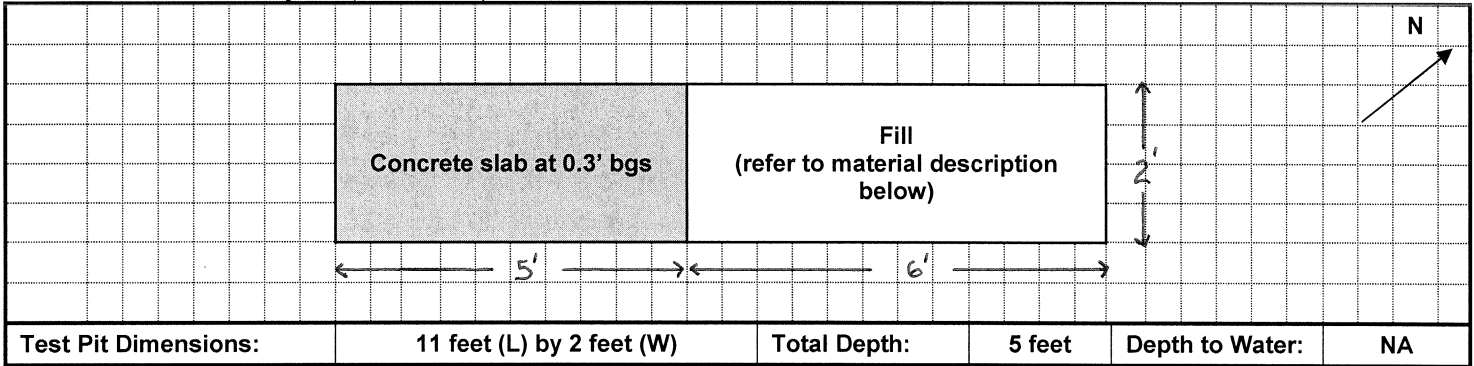 N
Concrete slab at 0.3' bgs
Fill
(refer to material description
below)
2'
5'
6'
Test Pit Dimensions: 11 feet (L) by 2 feet (W) Total Depth: 5 feet Depth to Water: NA